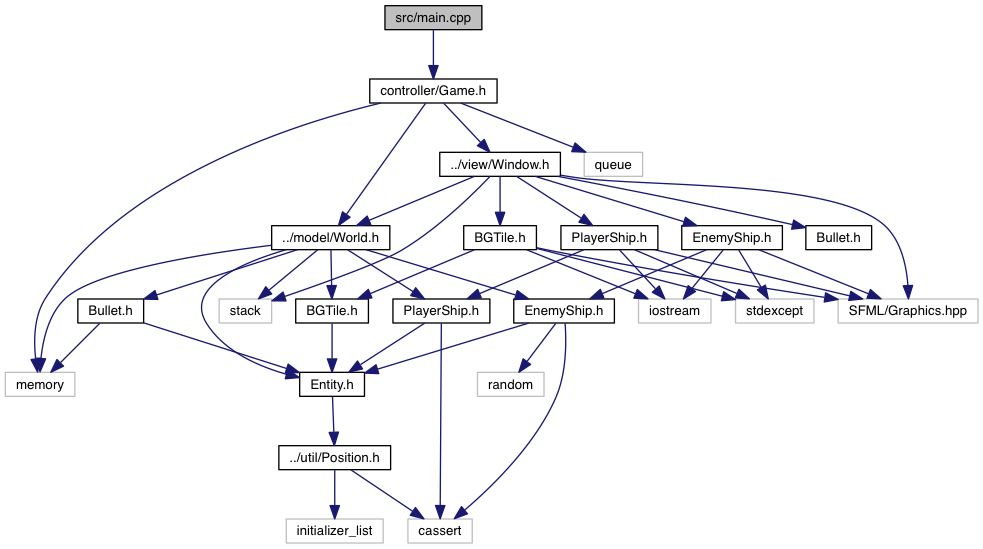 src/main.cpp
controller/Game.h
../view/Window.h
queue
../model/World.h
BGTile.h
PlayerShip.h
EnemyShip.h
Bullet.h
Bullet.h
stack
BGTile.h
PlayerShip.h
EnemyShip.h
iostream
stdexcept
SFML/Graphics.hpp
memory
Entity.h
random
../util/Position.h
initializer_list
cassert